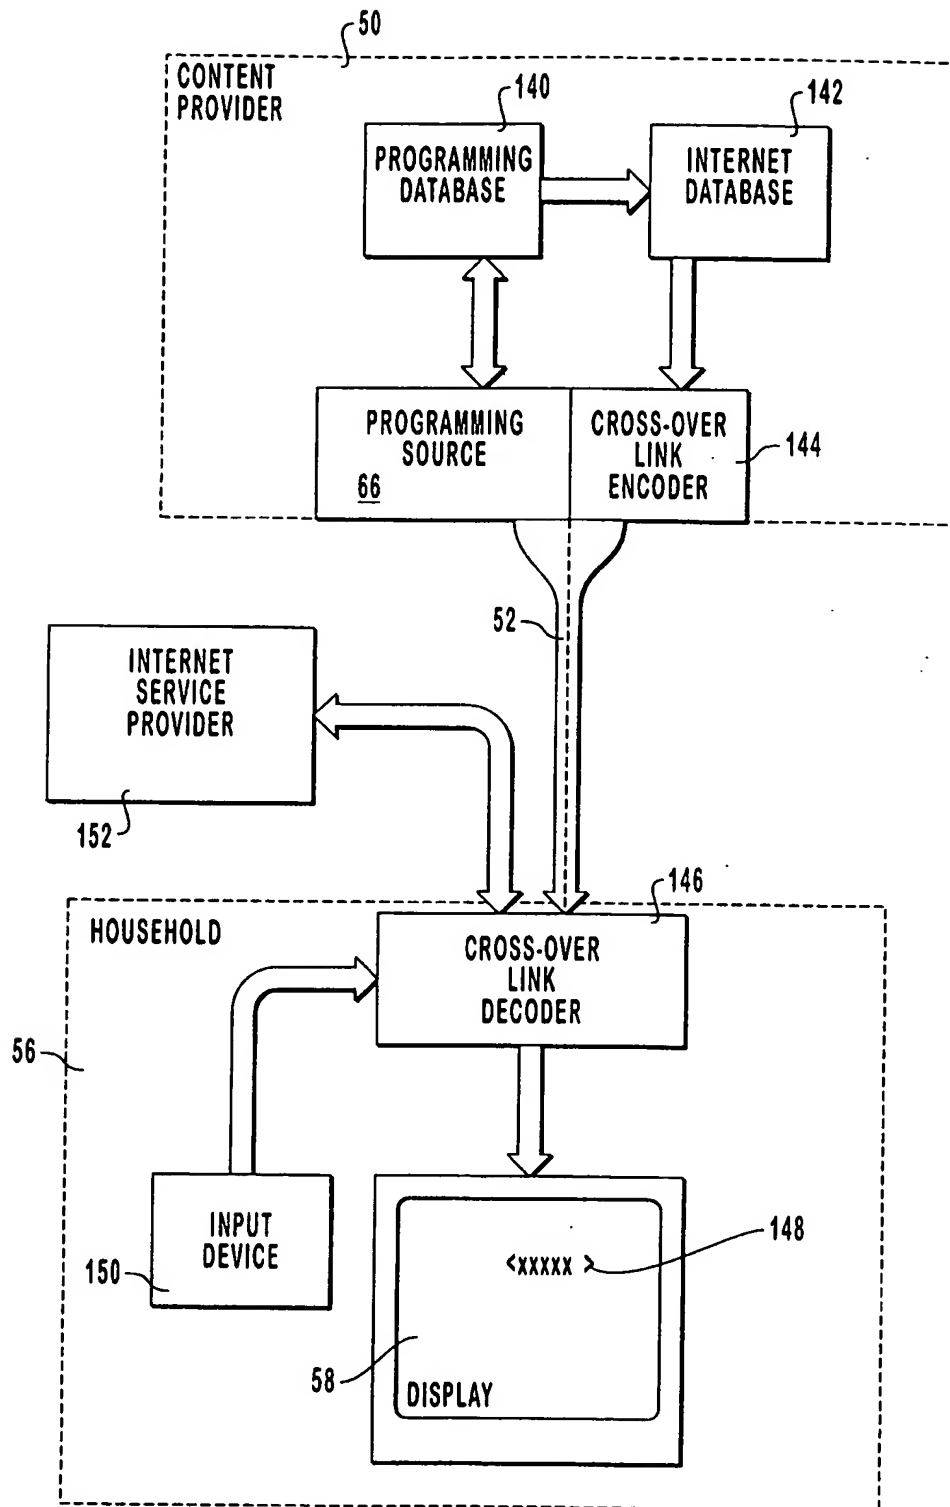 50
CONTENT
PROVIDER
140
142
PROGRAMMING
DATABASE
INTERNET
DATABASE
PROGRAMMING
SOURCE
66
CROSS-OVER
LINK
ENCODER
144
52
INTERNET
SERVICE
PROVIDER
152
146
HOUSEHOLD
CROSS-OVER
LINK
DECODER
56
INPUT
DEVICE
150
<xxxxx >
148
58
DISPLAY